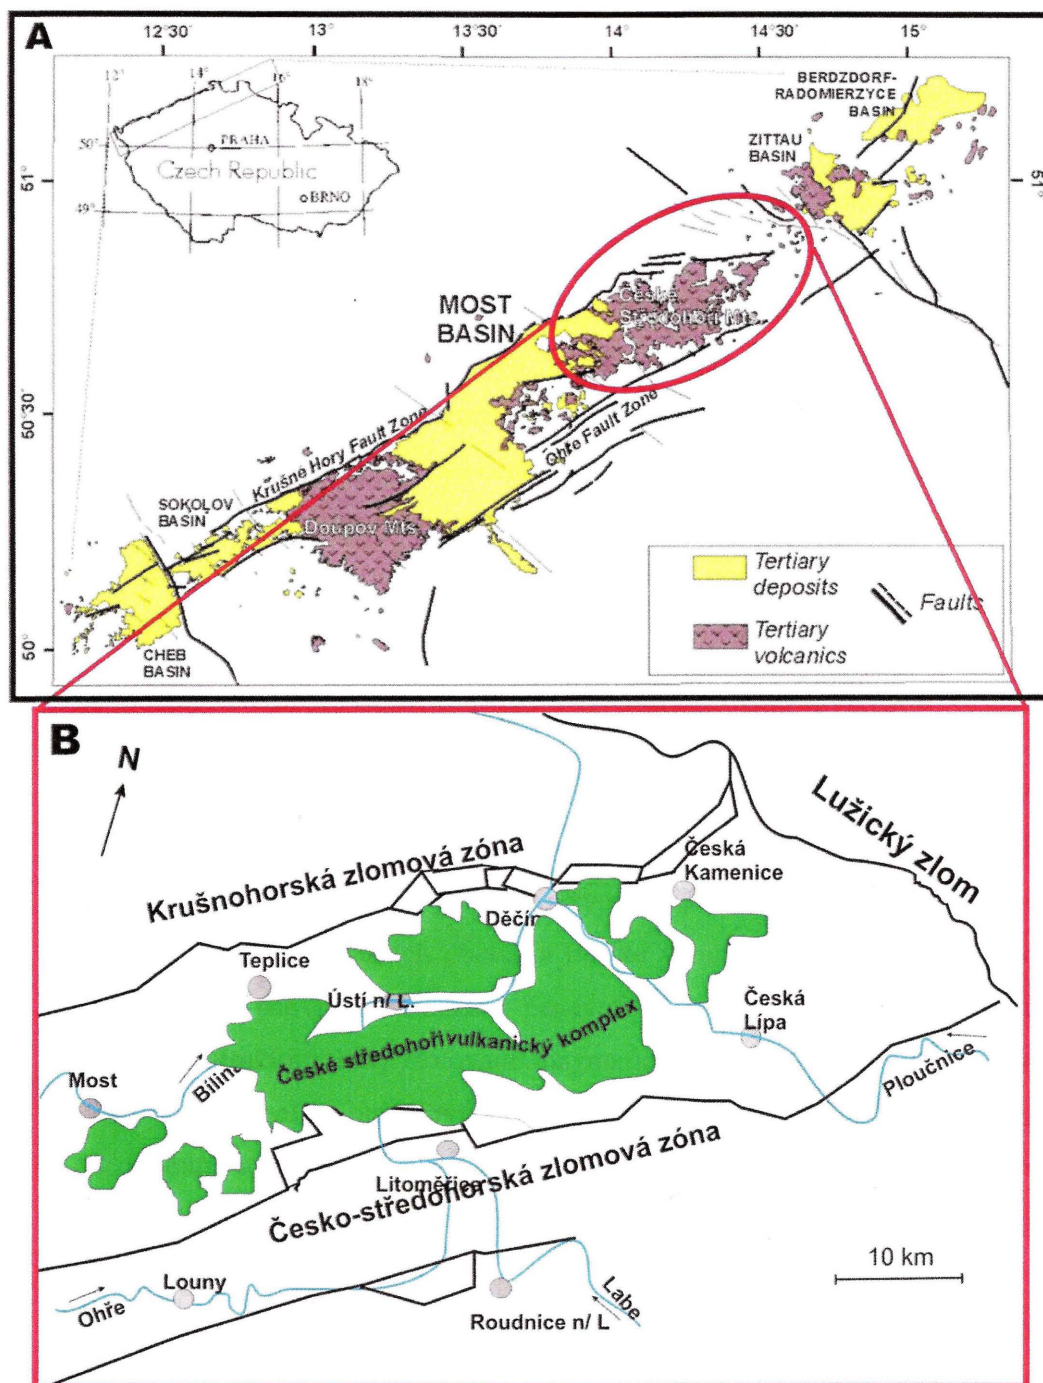 A
12°30
13°
13°30
14°
14°30
15°
12°
14°
16°
18°
50°
49°
PRAHA
Czech Republic
BRNO
BERDZDORF-
RADOMIERZYCE
BASIN
ZITTAU
BASIN
51°
51°
České
Středohoří Mts.
MOST
BASIN
50°30
Krušné Hory Fault Zone
Ohře Fault Zone
SOKOLOV
BASIN
Doupov Mts
CHEB
BASIN
50°
Tertiary
deposits
Faults
Tertiary
volcanics
B
N
Lužický zlom
Krušnohorská zlomová zóna
Česká
Kamenice
Děčín
Teplice
Ústí n/ L.
Česká
Lípa
České středohořívulkanický komplex
Most
Bílina
Ploučnice
Litoměřice
Česko-středohorská zlomová zóna
10 km
Louny
Ohře
Labe
Roudnice n/ L